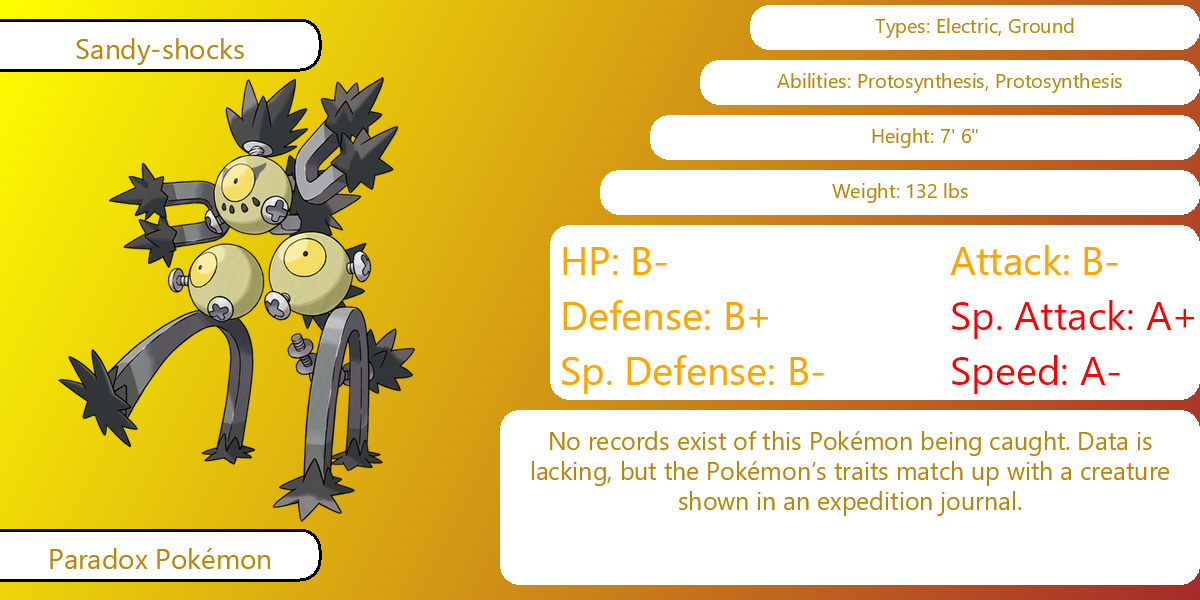 Sandy-shocks
Types: Electric, Ground
Abilities: Protosynthesis, Protosynthesis
Height: 7' 6"
Weight: 132 lbs
HP: B-
Attack: B-
Defense: B+
Sp. Attack: A+
Sp. Defense: B-
Speed: A-
No records exist of this Pokémon being caught. Data is
lacking, but the Pokémon’s traits match up with a creature
shown in an expedition journal.
Paradox Pokémon